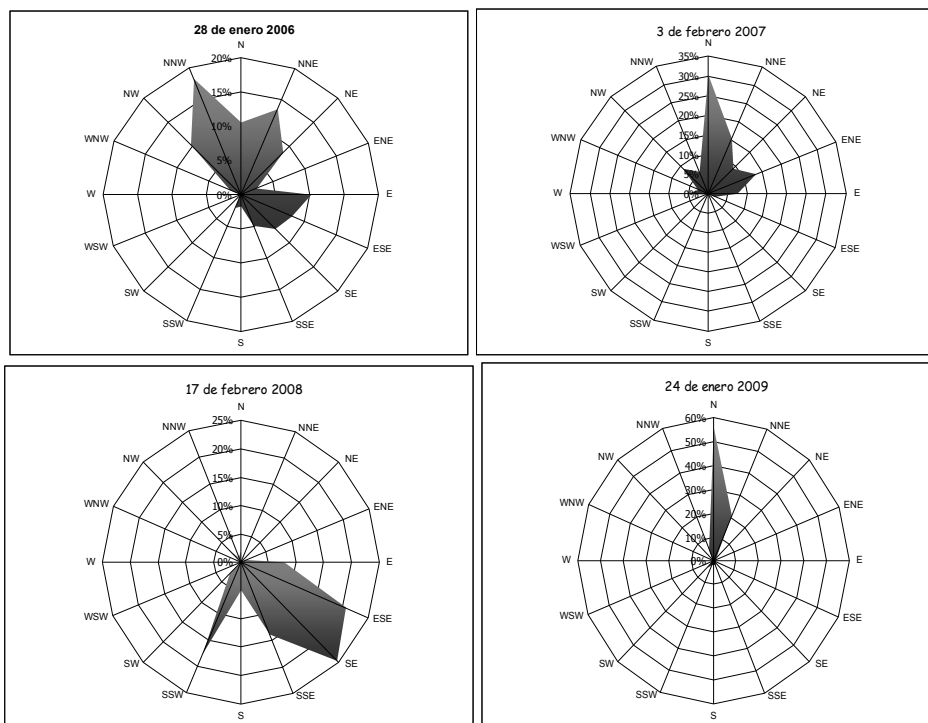 28 de enero 2006
N
20%
NNW
NNE
15%
NW
NE
10%
WNW
ENE
5%
W
0%
E
WSW
ESE
SW
SE
SSW
SSE
S
3 de febrero 2007
N
35%
NNW
NNE
30%
25%
NW
NE
20%
15%
WNW
ENE
10%
5%
W
0%
E
WSW
ESE
SW
SE
SSW
SSE
S
17 de febrero 2008
N
25%
NNW
NNE
20%
NW
NE
15%
WNW
ENE
10%
5%
W
0%
E
WSW
ESE
SW
SE
SSW
SSE
S
24 de enero 2009
N
60%
NNW
NNE
50%
NW
NE
40%
30%
WNW
ENE
20%
10%
W
0%
E
WSW
ESE
SW
SE
SSW
SSE
S